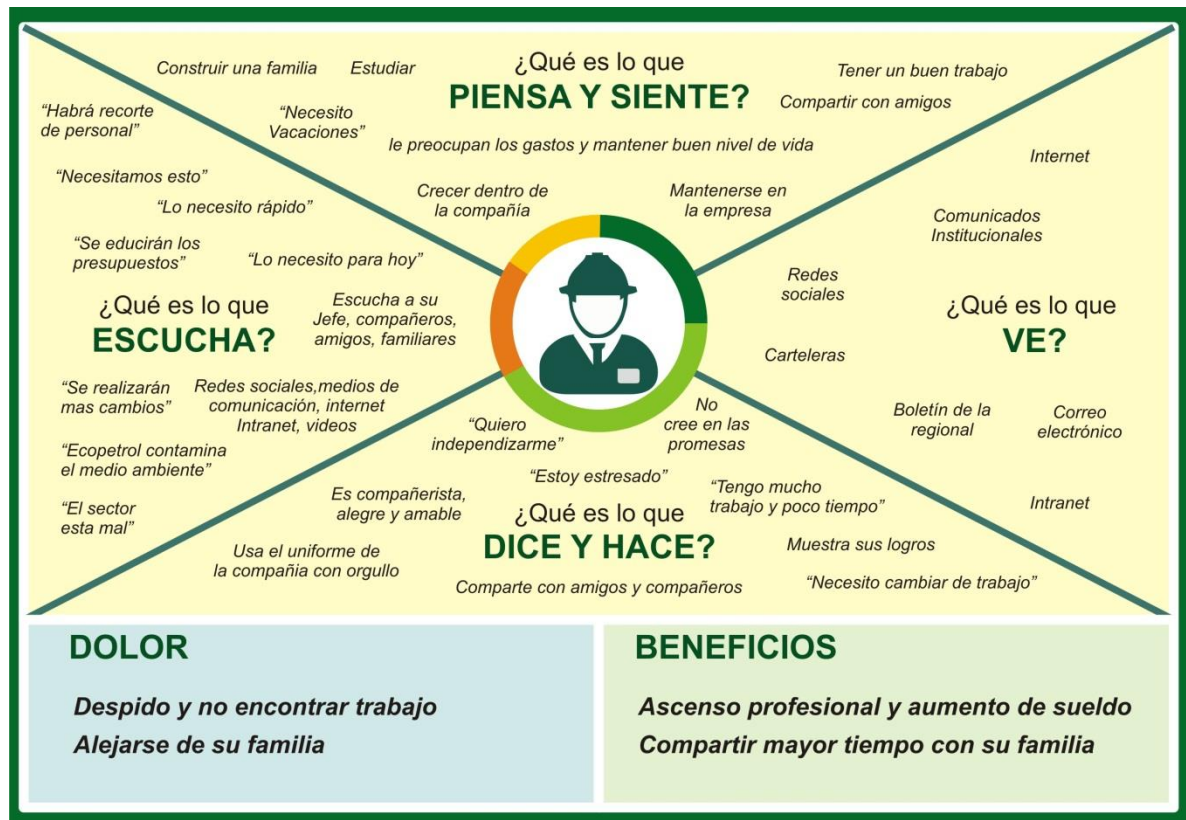 ¿Qué es lo que
PIENSA Y SIENTE?
Construir una familia
Estudiar
Tener un buen trabajo
Compartir con amigos
“Necesito
Vacaciones”
le preocupan los gastos y mantener buen nivel de vida
Crecer dentro de
la compañía
Mantenerse en
la empresa
“Habrá recorte
de personal”
“Necesitamos esto”
“Lo necesito rápido”
“Se educirán los
presupuestos”
“Lo necesito para hoy”
¿Qué es lo que
ESCUCHA?
Escucha a su
Jefe, compañeros,
amigos, familiares
“Se realizarán
mas cambios”
Redes sociales,medios de
comunicación, internet
Intranet, videos
“Ecopetrol contamina
el medio ambiente”
“El sector
esta mal”
Internet
Comunicados
Institucionales
Redes
sociales
¿Qué es lo que
VE?
Carteleras
Boletín de la
regional
Correo
electrónico
Intranet
“Quiero
independizarme”
No
cree en las
promesas
“Estoy estresado”
Es compañerista,
alegre y amable
“Tengo mucho
trabajo y poco tiempo”
¿Qué es lo que
DICE Y HACE?
Usa el uniforme de
la compañia con orgullo
Muestra sus logros
Comparte con amigos y compañeros
“Necesito cambiar de trabajo”
DOLOR
Despido y no encontrar trabajo
Alejarse de su familia
BENEFICIOS
Ascenso profesional y aumento de sueldo
Compartir mayor tiempo con su familia